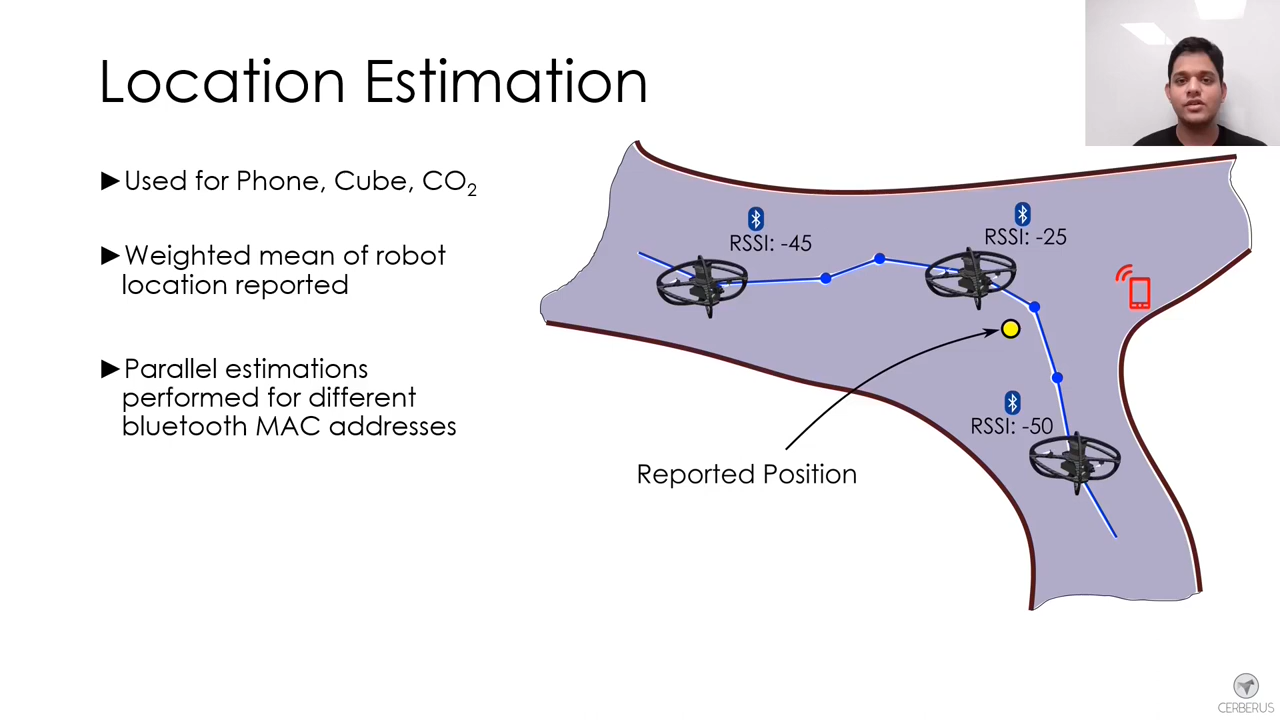 Location Estimation
►Used for Phone, Cube, CO₂
►Weighted mean of robot
location reported
►Parallel estimations
performed for different
bluetooth MAC addresses
RSSI: -45
RSSI: -25
RSSI: -50
Reported Position
CERBERUS